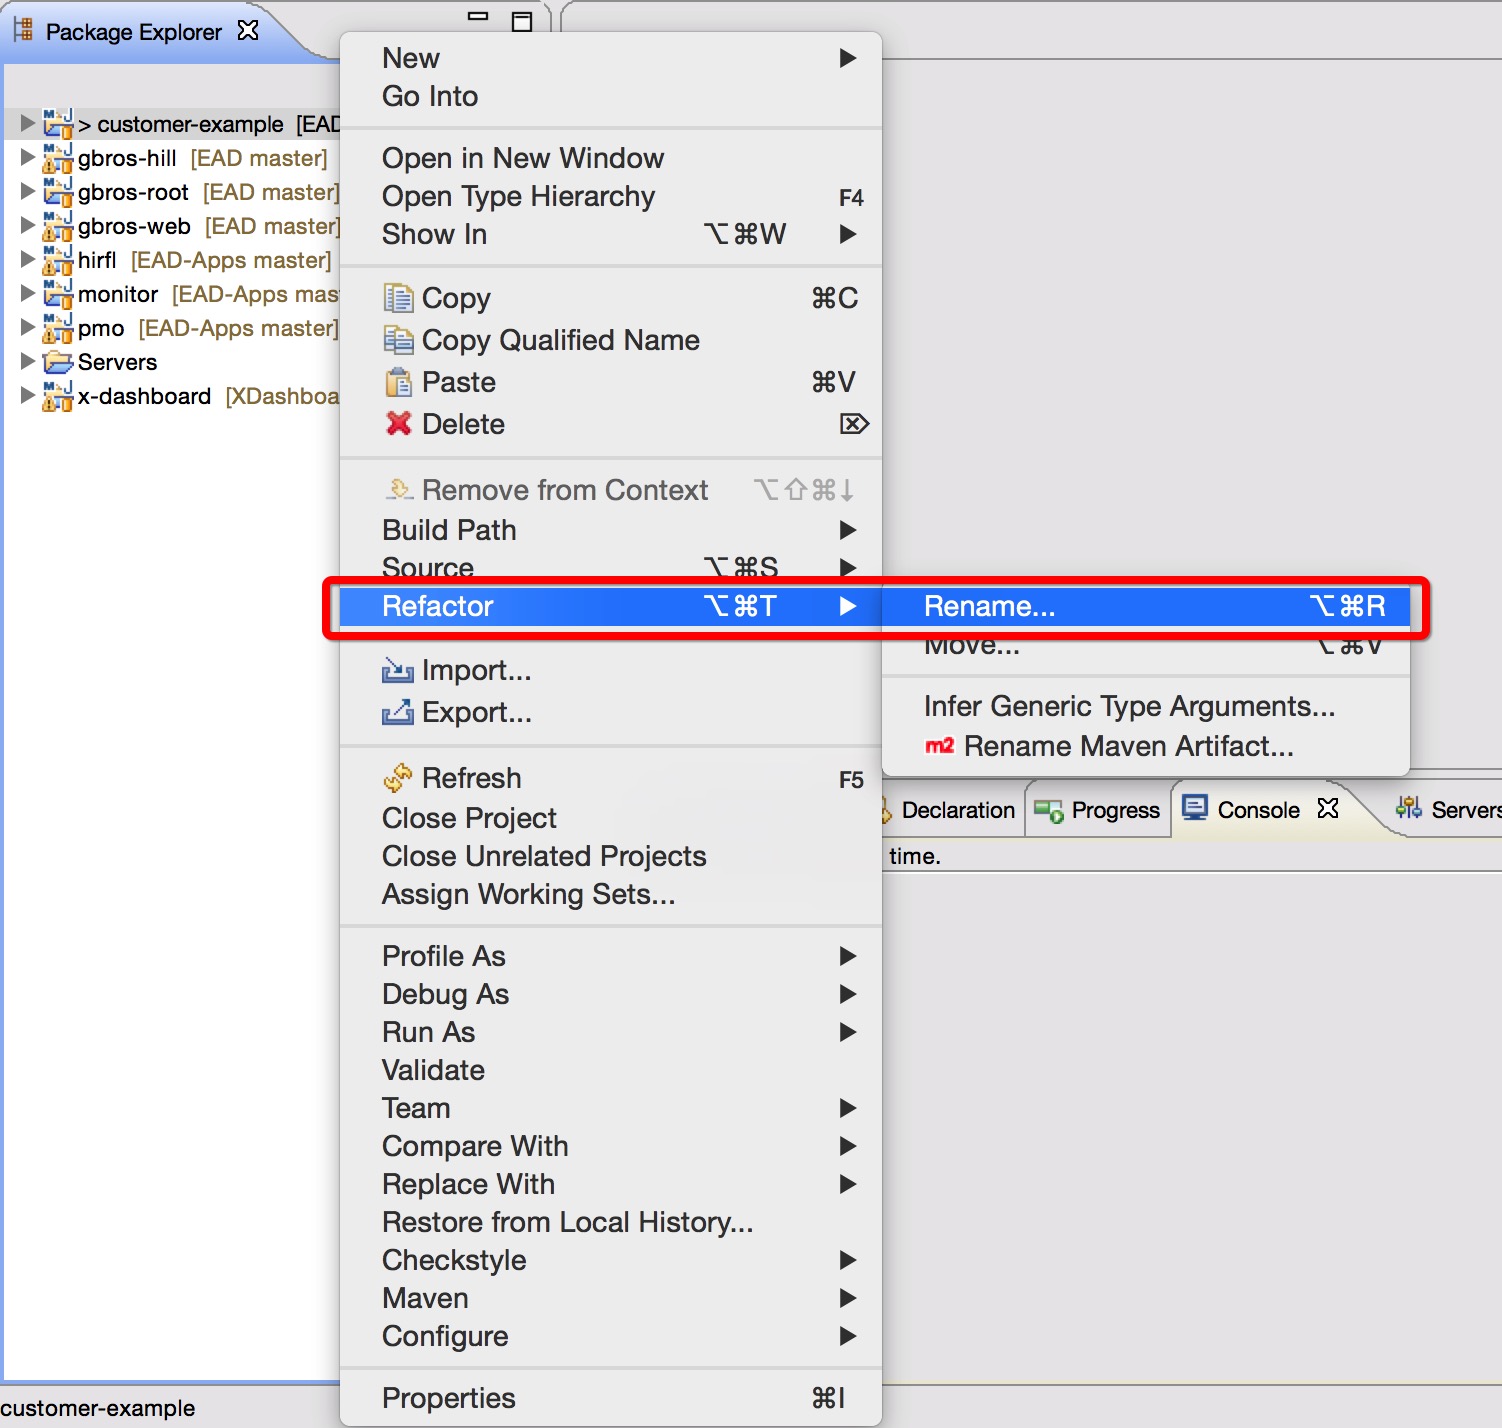 Package Explorer
> customer-example [EAD
gbros-hill [EAD master]
gbros-root [EAD master]
gbros-web [EAD master]
hirfl [EAD-Apps master]
monitor [EAD-Apps mas
pmo [EAD-Apps master]
Servers
x-dashboard [XDashboa
New
Go Into
Open in New Window
Open Type Hierarchy F4
Show In ⌥⌘W
Copy ⌘C
Copy Qualified Name
Paste ⌘V
Delete ⌦
Remove from Context ⌥⇧⌘↓
Build Path
Source ⌥⌘S
Refactor ⌥⌘T
Rename... ⌥⌘R
Move... ⌥⌘V
Infer Generic Type Arguments...
m2 Rename Maven Artifact...
Import...
Export...
Refresh F5
Close Project
Close Unrelated Projects
Assign Working Sets...
Profile As
Debug As
Run As
Validate
Team
Compare With
Replace With
Restore from Local History...
Checkstyle
Maven
Configure
Properties ⌘I
Declaration Progress Console Servers
time.
customer-example